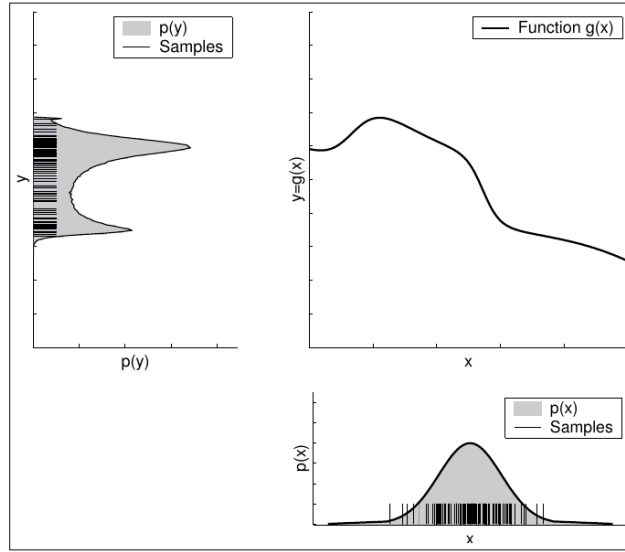 p(y)
Samples
y
p(y)
Function g(x)
y=g(x)
x
p(x)
Samples
p(x)
x